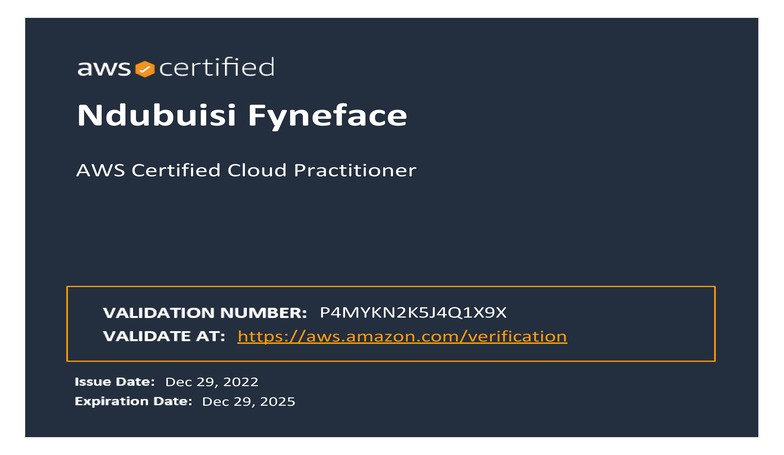 aws certified
Ndubuisi Fyneface
AWS Certified Cloud Practitioner
VALIDATION NUMBER: P4MYKN2K5J4Q1X9X
VALIDATE AT: https://aws.amazon.com/verification
Issue Date: Dec 29, 2022
Expiration Date: Dec 29, 2025